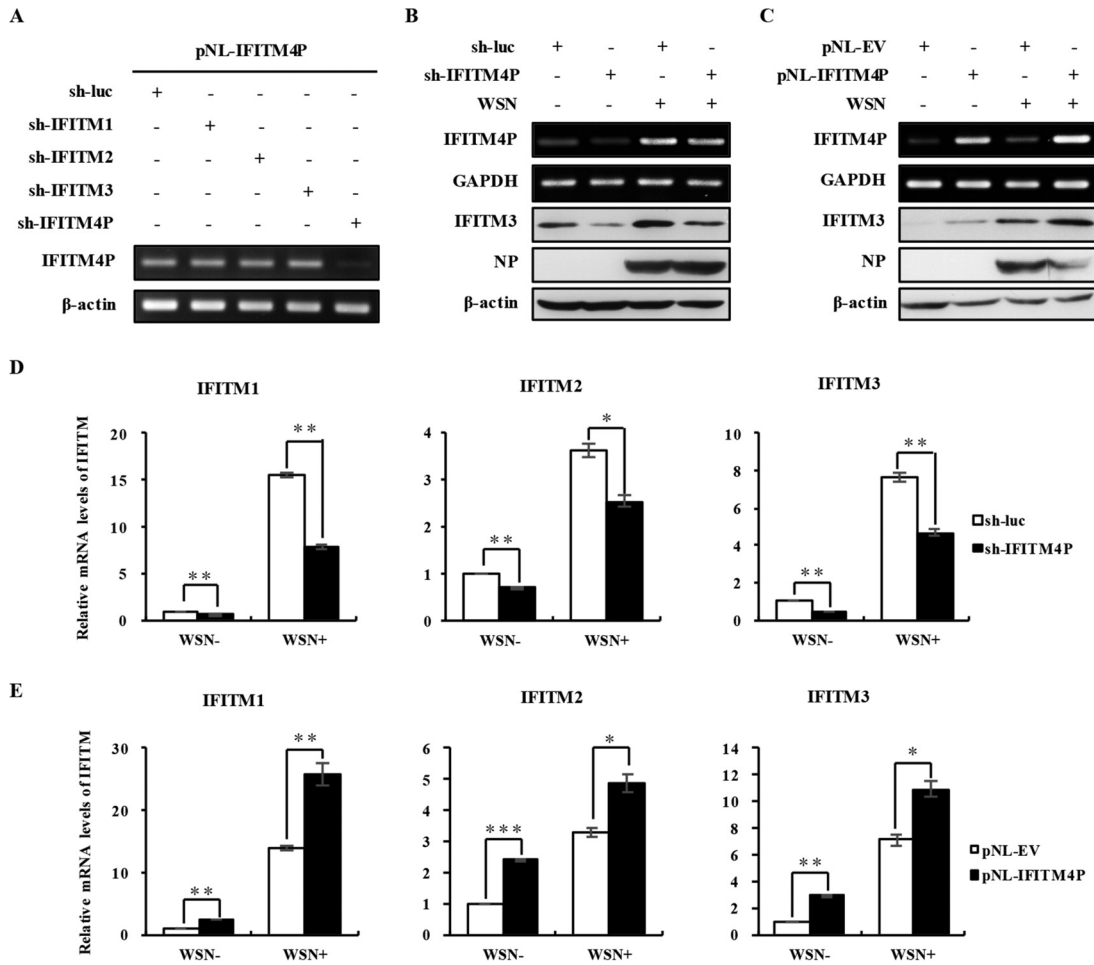 A
pNL-IFITM4P
sh-luc + - - - -
sh-IFITM1 - + - - -
sh-IFITM2 - - + - -
sh-IFITM3 - - - + -
sh-IFITM4P - - - - +
IFITM4P
β-actin
B
sh-luc + - + -
sh-IFITM4P - + - +
WSN - - + +
IFITM4P
GAPDH
IFITM3
NP
β-actin
C
pNL-EV + - + -
pNL-IFITM4P - + - +
WSN - - + +
IFITM4P
GAPDH
IFITM3
NP
β-actin
D
Relative mRNA levels of IFITM
IFITM1
20
15
10
5
0
**
**
WSN- WSN+
IFITM2
4
3
2
1
0
**
*
WSN- WSN+
IFITM3
8
6
4
2
0
**
**
WSN- WSN+
sh-luc
sh-IFITM4P
E
Relative mRNA levels of IFITM
IFITM1
30
20
10
0
**
**
WSN- WSN+
IFITM2
6
5
4
3
2
1
0
***
*
WSN- WSN+
IFITM3
14
12
10
8
6
4
2
0
**
*
WSN- WSN+
pNL-EV
pNL-IFITM4P